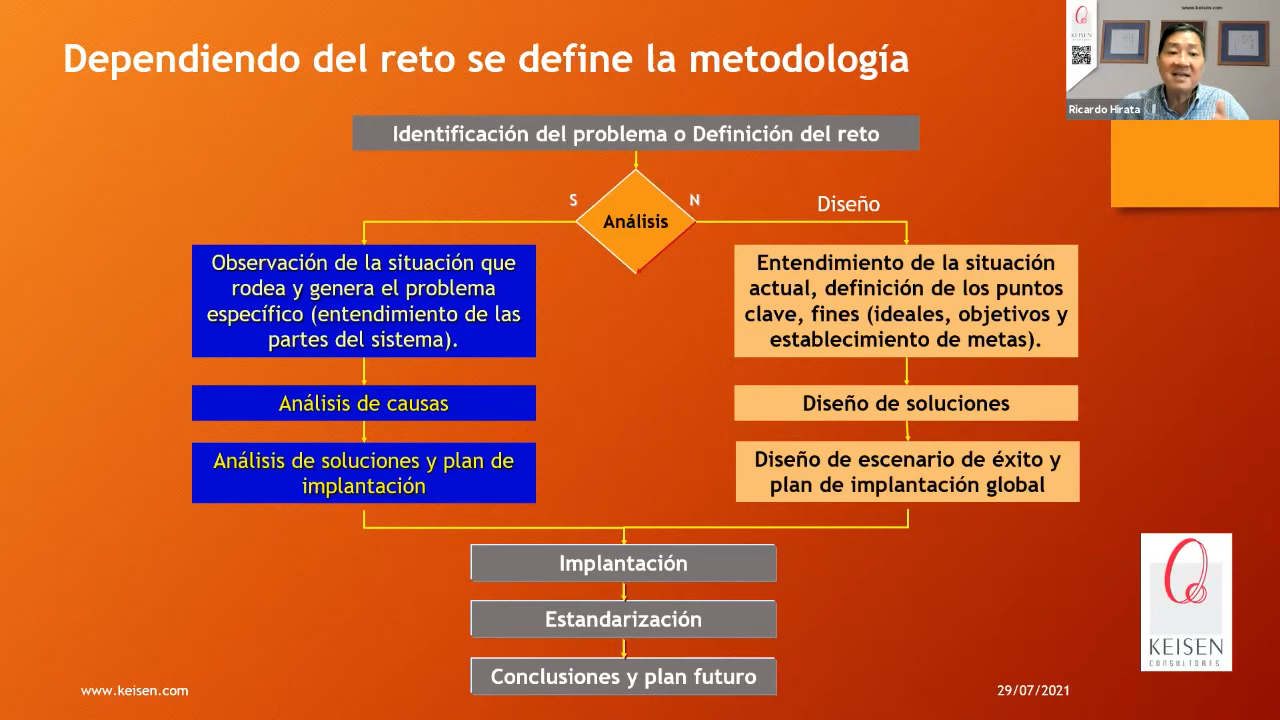 Dependiendo del reto se define la metodología
www.keisen.com
KEISEN
Ricardo Hirata
Identificación del problema o Definición del reto
S
N
Análisis
Diseño
Observación de la situación que
rodea y genera el problema
específico (entendimiento de las
partes del sistema).
Análisis de causas
Análisis de soluciones y plan de
implantación
Entendimiento de la situación
actual, definición de los puntos
clave, fines (ideales, objetivos y
establecimiento de metas).
Diseño de soluciones
Diseño de escenario de éxito y
plan de implantación global
Implantación
Estandarización
Conclusiones y plan futuro
KEISEN
CONSULTORES
www.keisen.com
29/07/2021